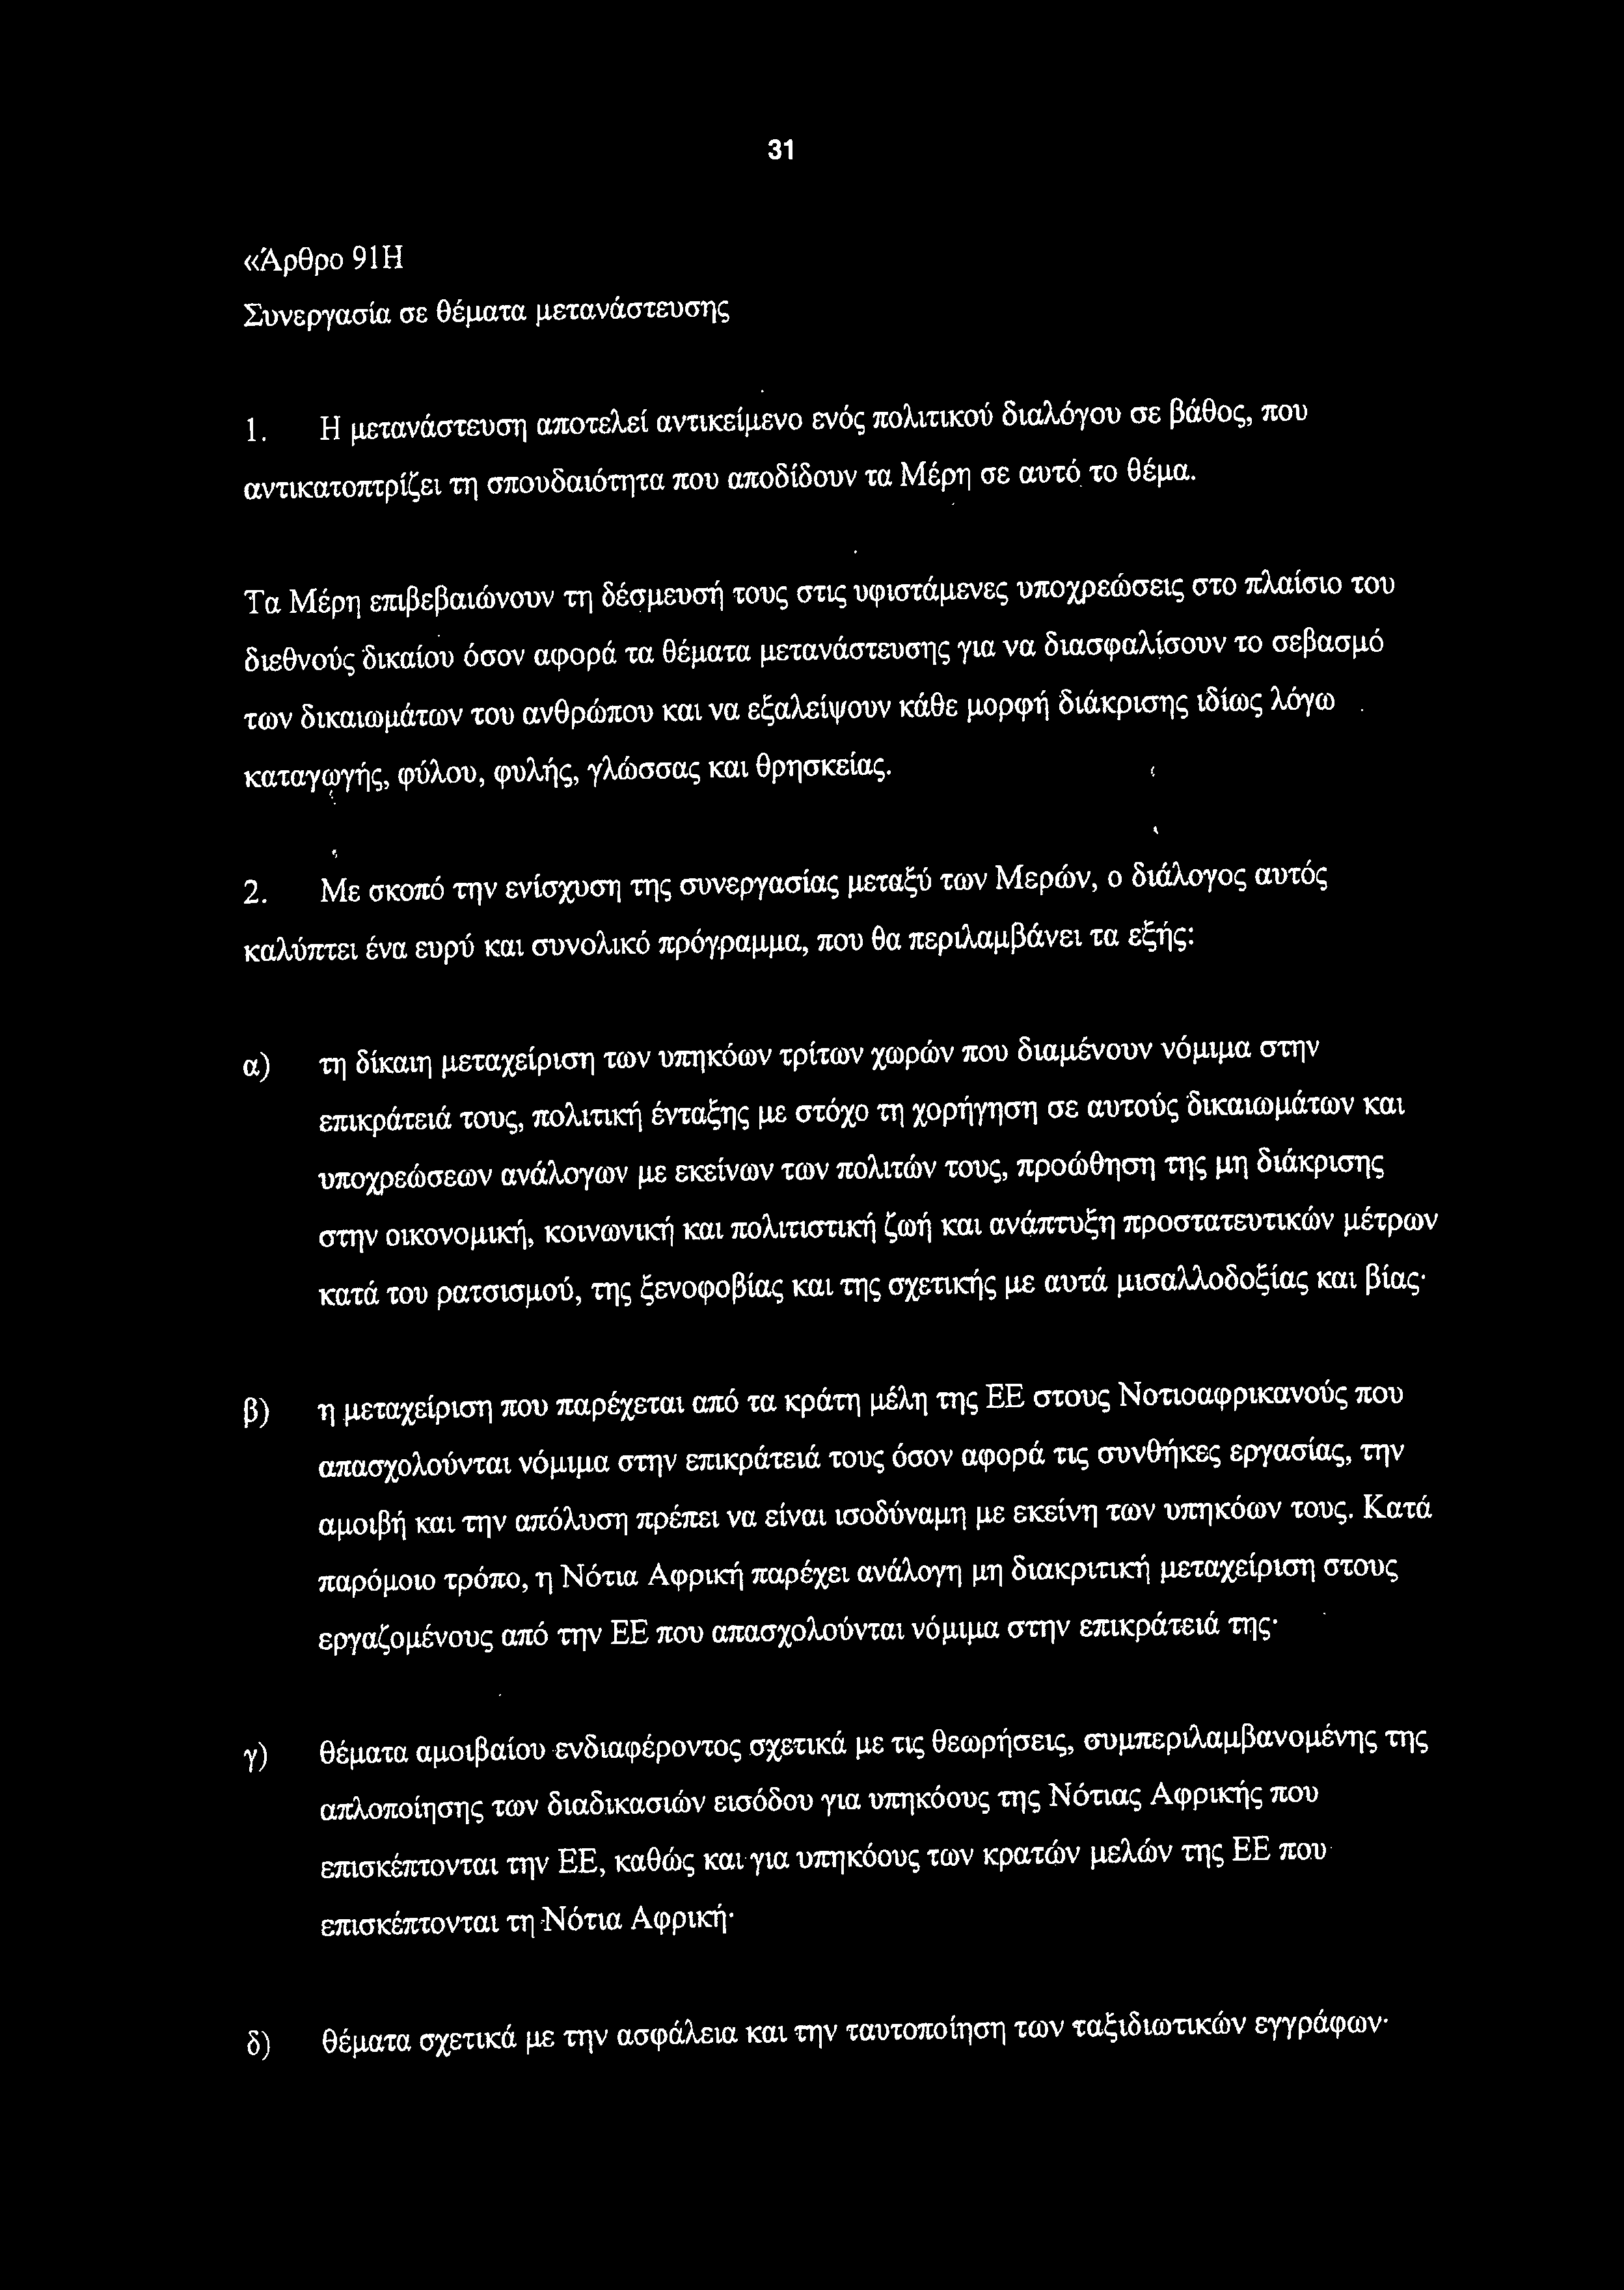 31
«Άρθρο 91Η
Συνεργασία σε θέματα μετανάστευσης
1. Η μετανάστευση αποτελεί αντικείμενο ενός πολιτικού διαλόγου σε βάθος, που
αντικατοπτρίζει τη σπουδαιότητα που αποδίδουν τα Μέρη σε αυτό το θέμα.
Τα Μέρη επιβεβαιώνουν τη δέσμευσή τους στις υφιστάμενες υποχρεώσεις στο πλαίσιο του
διεθνούς δικαίου όσον αφορά τα θέματα μετανάστευσης για να διασφαλίσουν το σεβασμό
των δικαιωμάτων του ανθρώπου και να εξαλείψουν κάθε μορφή διάκρισης ιδίως λόγω
καταγωγής, φύλου, φυλής, γλώσσας και θρησκείας.
2. Με σκοπό την ενίσχυση της συνεργασίας μεταξύ των Μερών, ο διάλογος αυτός
καλύπτει ένα ευρύ και συνολικό πρόγραμμα, που θα περιλαμβάνει τα εξής:
α) τη δίκαιη μεταχείριση των υπηκόων τρίτων χωρών που διαμένουν νόμιμα στην
επικράτειά τους, πολιτική ένταξης με στόχο τη χορήγηση σε αυτούς δικαιωμάτων και
υποχρεώσεων ανάλογων με εκείνων των πολιτών τους, προώθηση της μη διάκρισης
στην οικονομική, κοινωνική και πολιτιστική ζωή και ανάπτυξη προστατευτικών μέτρων
κατά του ρατσισμού, της ξενοφοβίας και της σχετικής με αυτά μισαλλοδοξίας και βίας·
β) η μεταχείριση που παρέχεται από τα κράτη μέλη της ΕΕ στους Νοτιοαφρικανούς που
απασχολούνται νόμιμα στην επικράτειά τους όσον αφορά τις συνθήκες εργασίας, την
αμοιβή και την απόλυση πρέπει να είναι ισοδύναμη με εκείνη των υπηκόων τους. Κατά
παρόμοιο τρόπο, η Νότια Αφρική παρέχει ανάλογη μη διακριτική μεταχείριση στους
εργαζομένους από την ΕΕ που απασχολούνται νόμιμα στην επικράτειά της·
γ) θέματα αμοιβαίου ενδιαφέροντος σχετικά με τις θεωρήσεις, συμπεριλαμβανομένης της
απλοποίησης των διαδικασιών εισόδου για υπηκόους της Νότιας Αφρικής που
επισκέπτονται την ΕΕ, καθώς και για υπηκόους των κρατών μελών της ΕΕ που
επισκέπτονται τη Νότια Αφρική·
δ) θέματα σχετικά με την ασφάλεια και την ταυτοποίηση των ταξιδιωτικών εγγράφων·